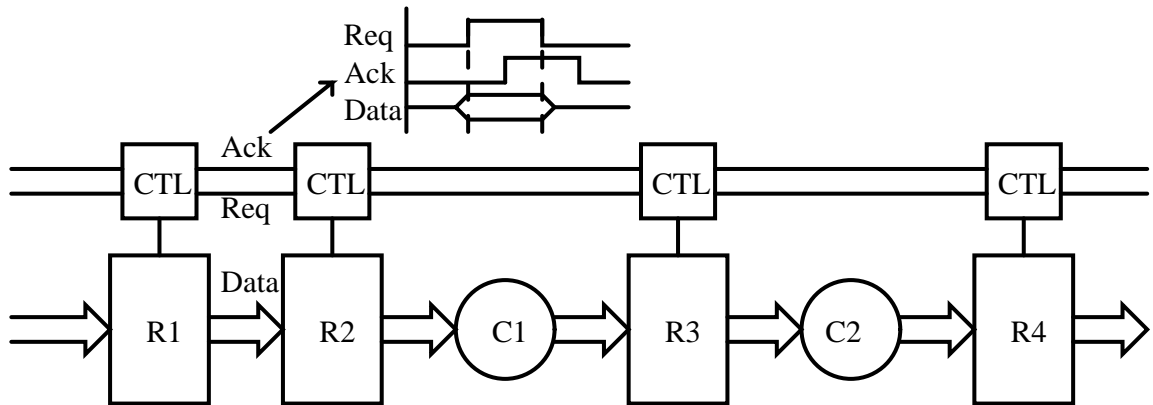 Req
Ack
Data
Ack
CTL CTL CTL CTL
Req
Data
R1 R2 C1 R3 C2 R4